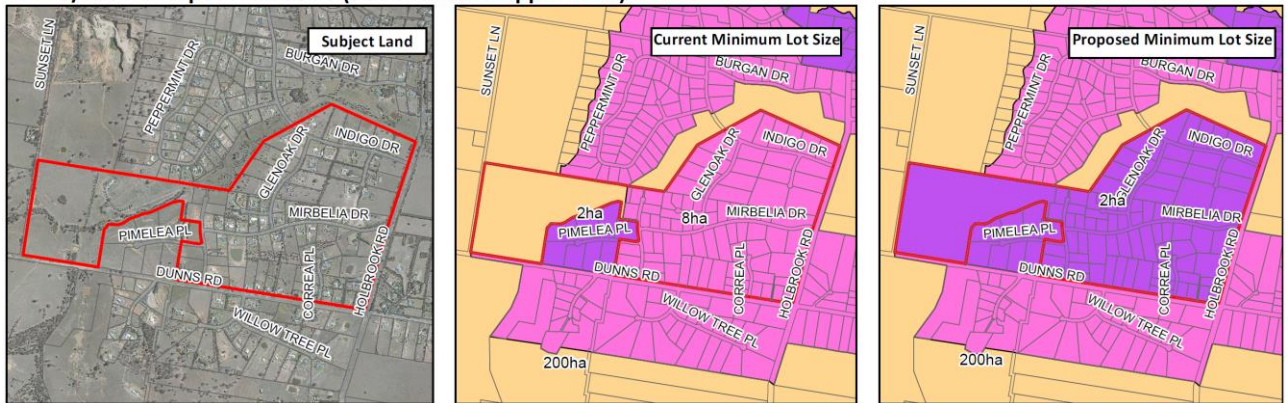 Subject Land
SUNSET LN
PEPPERMINT DR
BURGAN DR
GLENOAK DR
INDIGO DR
MIRBELIA DR
PIMELEA PL
DUNNS RD
CORREA PL
HOLBROOK RD
WILLOW TREE PL
Current Minimum Lot Size
SUNSET LN
PEPPERMINT DR
BURGAN DR
GLENOAK DR
INDIGO DR
2ha
8ha
MIRBELIA DR
PIMELEA PL
DUNNS RD
CORREA PL
HOLBROOK RD
WILLOW TREE PL
200ha
Proposed Minimum Lot Size
SUNSET LN
PEPPERMINT DR
BURGAN DR
GLENOAK DR
INDIGO DR
2ha
MIRBELIA DR
PIMELEA PL
DUNNS RD
CORREA PL
HOLBROOK RD
WILLOW TREE PL
200ha